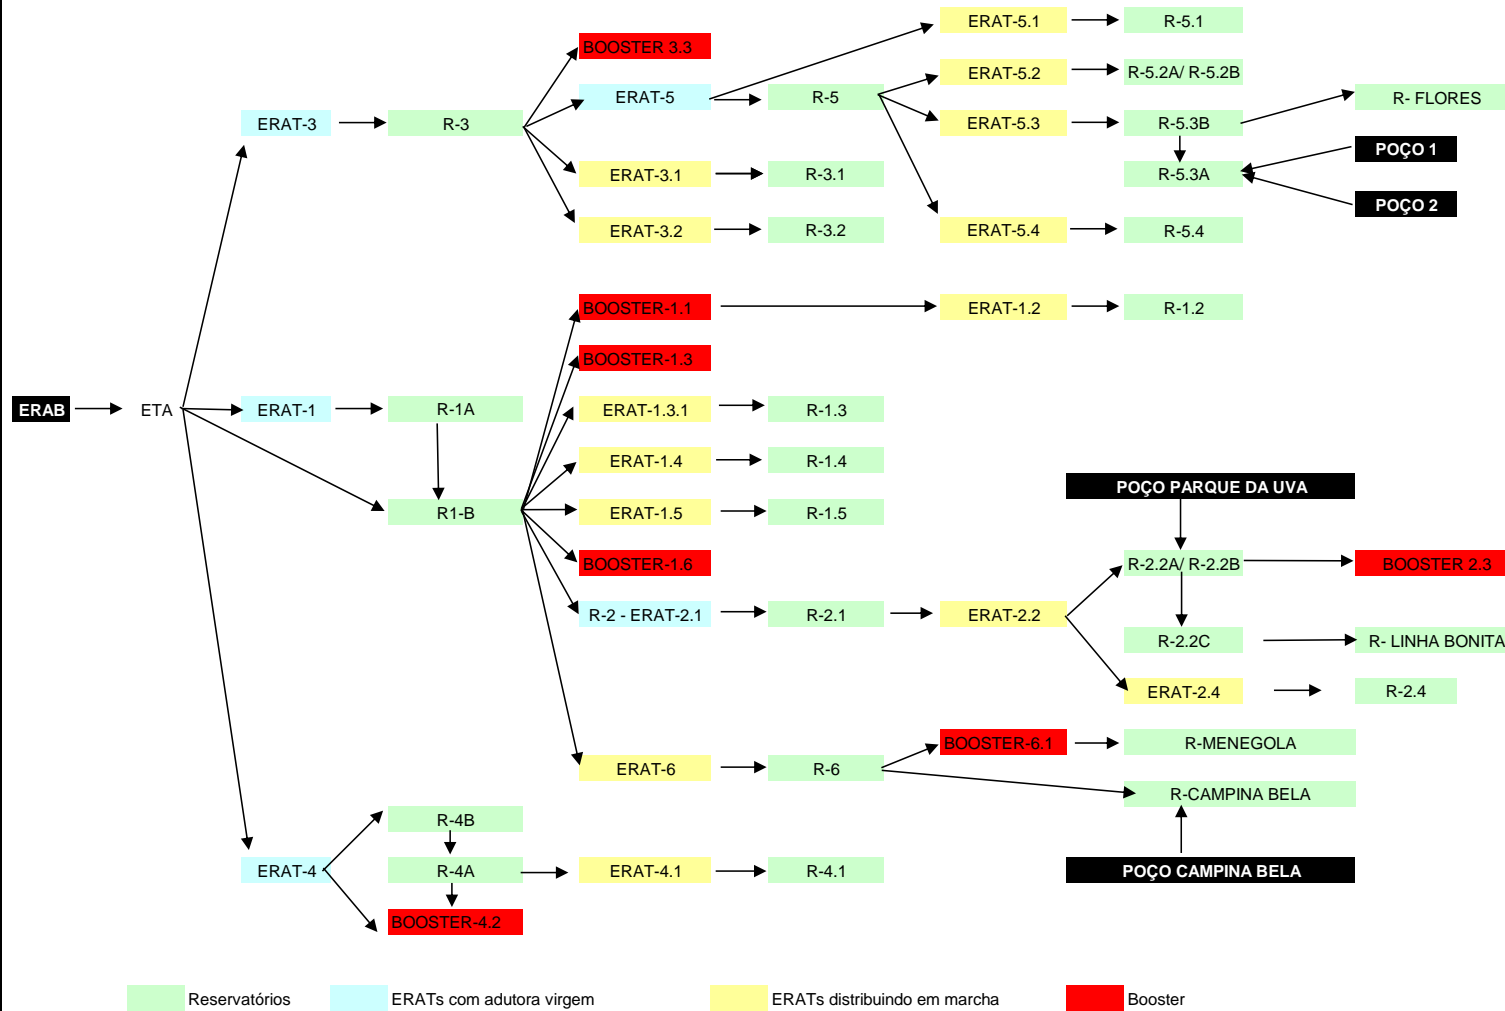 ERAT-5.1
R-5.1
BOOSTER 3.3
ERAT-5.2
R-5.2A/ R-5.2B
ERAT-5
R-5
R- FLORES
ERAT-3
R-3
ERAT-5.3
R-5.3B
POÇO 1
ERAT-3.1
R-3.1
R-5.3A
POÇO 2
ERAT-3.2
R-3.2
ERAT-5.4
R-5.4
BOOSTER-1.1
ERAT-1.2
R-1.2
BOOSTER-1.3
ERAB
ETA
ERAT-1
R-1A
ERAT-1.3.1
R-1.3
ERAT-1.4
R-1.4
POÇO PARQUE DA UVA
R1-B
ERAT-1.5
R-1.5
BOOSTER-1.6
R-2.2A/ R-2.2B
BOOSTER 2.3
R-2 - ERAT-2.1
R-2.1
ERAT-2.2
R-2.2C
R- LINHA BONITA
ERAT-2.4
R-2.4
BOOSTER-6.1
R-MENEGOLA
ERAT-6
R-6
R-CAMPINA BELA
R-4B
ERAT-4
R-4A
ERAT-4.1
R-4.1
POÇO CAMPINA BELA
BOOSTER-4.2
Reservatórios
ERATs com adutora virgem
ERATs distribuindo em marcha
Booster